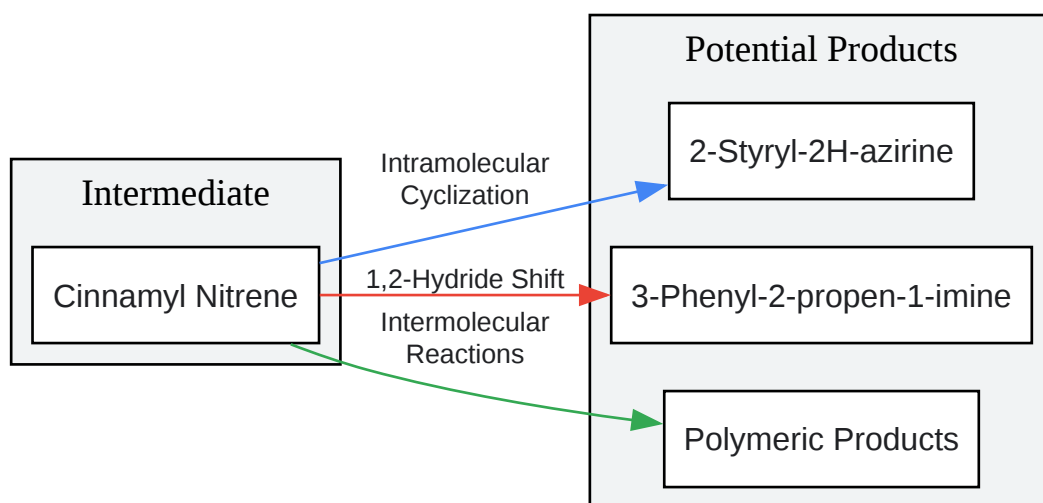 Potential Products
2-Styryl-2H-azirine
Intramolecular
Cyclization
Intermediate
Cinnamyl Nitrene
1,2-Hydride Shift
3-Phenyl-2-propen-1-imine
Intermolecular
Reactions
Polymeric Products